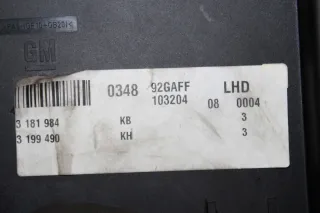 GM
0348 92GAFF LHD
103204 08 0004
3 181 984 KB 3
3 199 490 KH 3